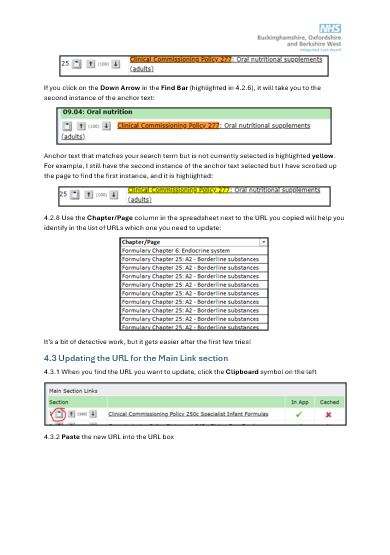 NHS
Buckinghamshire, Oxfordshire
and Berkshire West
Integrated Care Board
25 (100) Clinical Commissioning Policy 277: Oral nutritional supplements
(adults)
If you click on the Down Arrow in the Find Bar (highlighted in 4.2.6), it will take you to the
second instance of the anchor text:
09.04: Oral nutrition
(100) Clinical Commissioning Policy 277: Oral nutritional supplements
(adults)
Anchor text that matches your search term but is not currently selected is highlighted yellow.
For example, I still have the second instance of the anchor text selected but I have scrolled up
the page to find the first instance, and it is highlighted:
25 (100) Clinical Commissioning Policy 277: Oral nutritional supplements
(adults)
4.2.8 Use the Chapter/Page column in the spreadsheet next to the URL you copied will help you
identify in the list of URLs which one you need to update:
Chapter/Page
Formulary Chapter 6: Endocrine system
Formulary Chapter 25: A2 - Borderline substances
Formulary Chapter 25: A2 - Borderline substances
Formulary Chapter 25: A2 - Borderline substances
Formulary Chapter 25: A2 - Borderline substances
Formulary Chapter 25: A2 - Borderline substances
Formulary Chapter 25: A2 - Borderline substances
Formulary Chapter 25: A2 - Borderline substances
Formulary Chapter 25: A2 - Borderline substances
It's a bit of detective work, but it gets easier after the first few tries!
4.3 Updating the URL for the Main Link section
4.3.1 When you find the URL you want to update, click the Clipboard symbol on the left
Main Section Links
Section In App Cached
(100) Clinical Commissioning Policy 250c Specialist Infant Formulas
4.3.2 Paste the new URL into the URL box